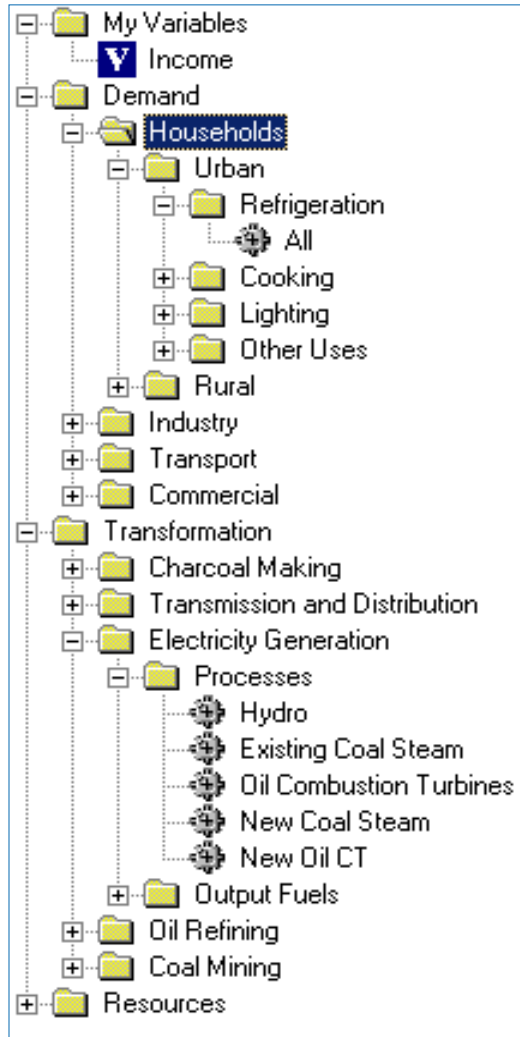 My Variables
V Income
Demand
Households
Urban
Refrigeration
All
Cooking
Lighting
Other Uses
Rural
Industry
Transport
Commercial
Transformation
Charcoal Making
Transmission and Distribution
Electricity Generation
Processes
Hydro
Existing Coal Steam
Oil Combustion Turbines
New Coal Steam
New Oil CT
Output Fuels
Oil Refining
Coal Mining
Resources